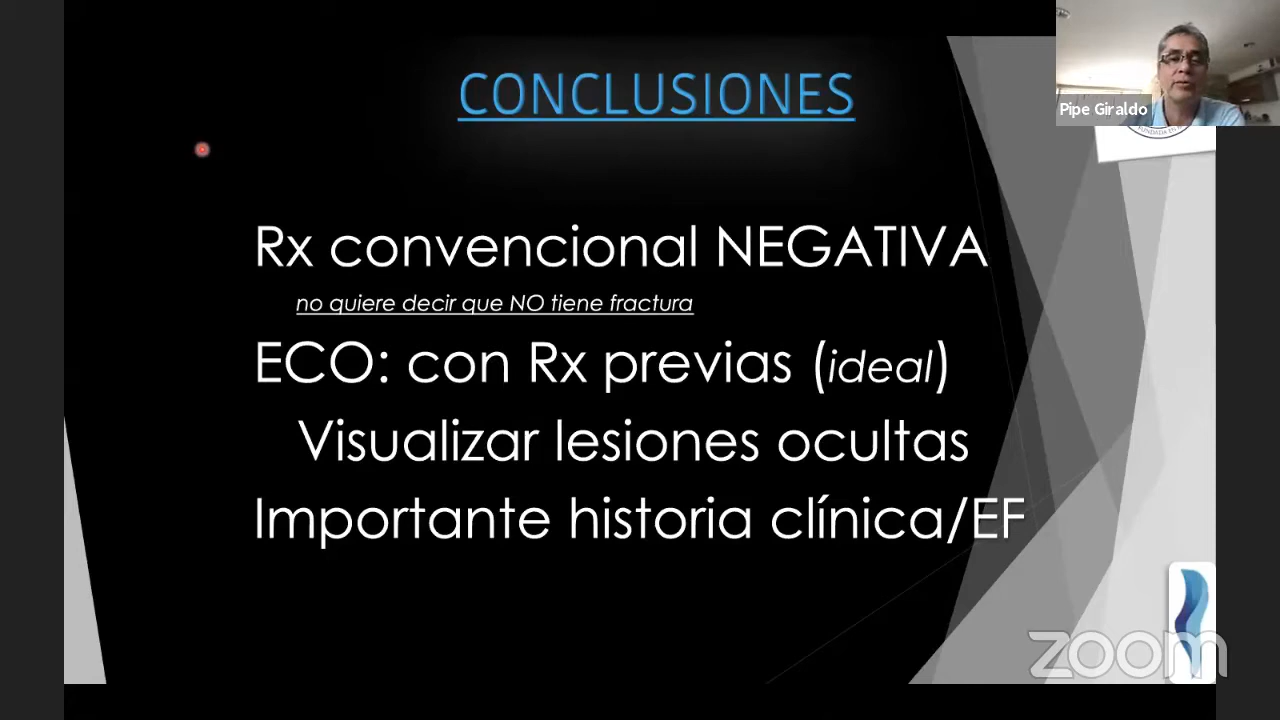 CONCLUSIONES
Pipe Giraldo
Rx convencional NEGATIVA
no quiere decir que NO tiene fractura
ECO: con Rx previas (ideal)
Visualizar lesiones ocultas
Importante historia clínica/EF
zoom